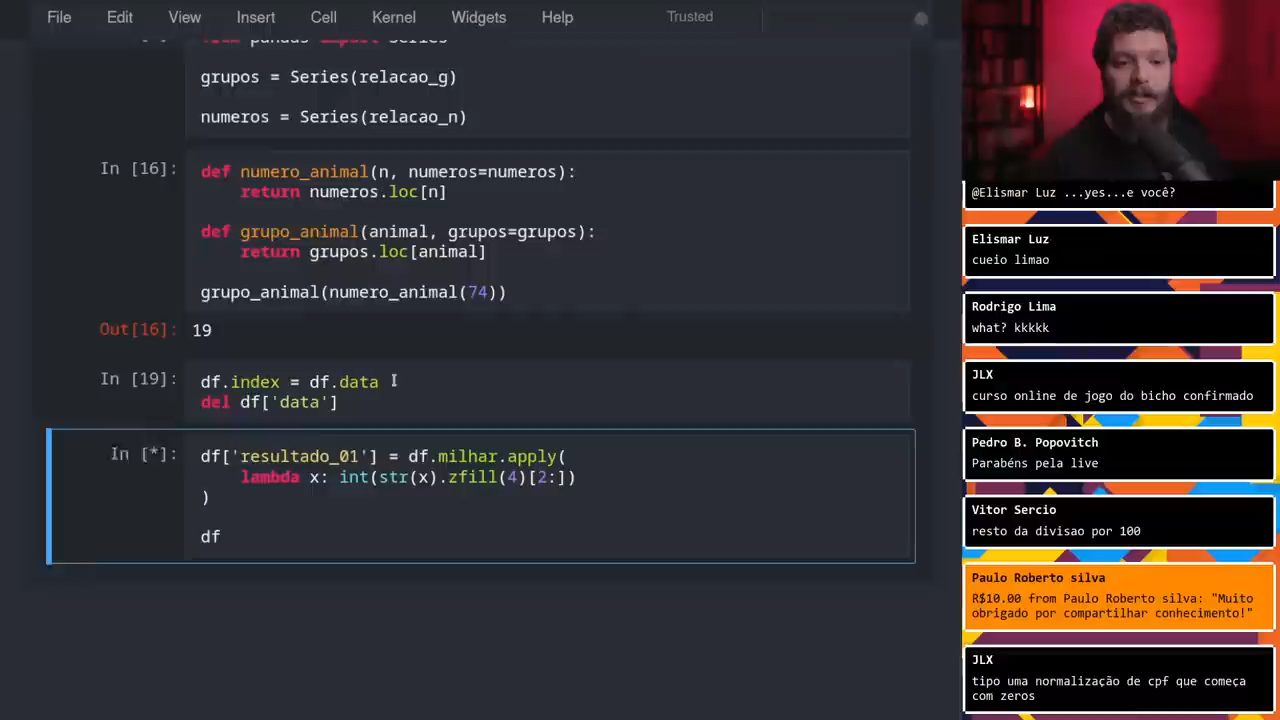 File Edit View Insert Cell Kernel Widgets Help Trusted
grupos = Series(relacao_g)
numeros = Series(relacao_n)
In [16]:
def numero_animal(n, numeros=numeros):
return numeros.loc[n]
def grupo_animal(animal, grupos=grupos):
return grupos.loc[animal]
grupo_animal(numero_animal(74))
Out[16]: 19
In [19]:
df.index = df.data
del df['data']
In [*]:
df['resultado_01'] = df.milhar.apply(
lambda x: int(str(x).zfill(4)[2:])
)
df
@Elismar Luz ...yes...e você?
Elismar Luz
cueio limao
Rodrigo Lima
what? kkkkk
JLX
curso online de jogo do bicho confirmado
Pedro B. Popovitch
Parabéns pela live
Vitor Sercio
resto da divisao por 100
Paulo Roberto silva
R$10.00 from Paulo Roberto silva: "Muito
obrigado por compartilhar conhecimento!"
JLX
tipo uma normalização de cpf que começa
com zeros